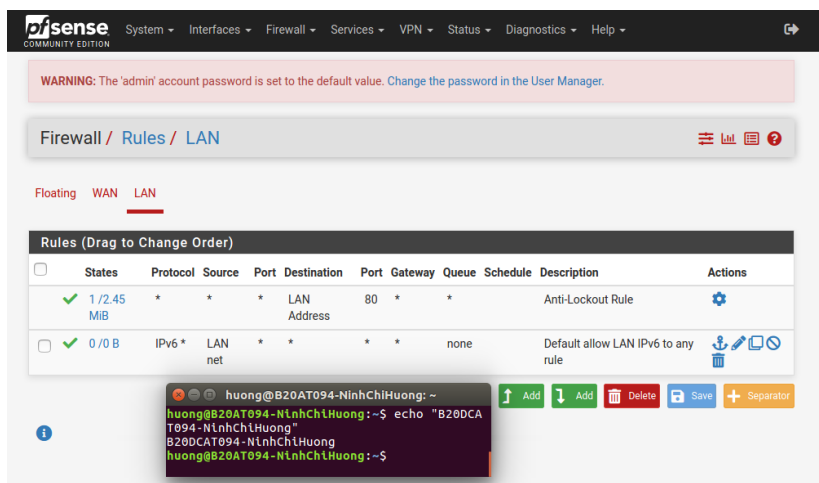 pfsense COMMUNITY EDITION System Interfaces Firewall Services VPN Status Diagnostics Help
WARNING: The 'admin' account password is set to the default value. Change the password in the User Manager.
Firewall / Rules / LAN
Floating WAN LAN
Rules (Drag to Change Order)
States Protocol Source Port Destination Port Gateway Queue Schedule Description Actions
1 /2.45 MiB * * * LAN Address 80 * * Anti-Lockout Rule
0 /0 B IPv6 * LAN net * * * * none Default allow LAN IPv6 to any rule
Add Add Delete Save Separator
huong@B20AT094-NinhChiHuong: ~
huong@B20AT094-NinhChiHuong:~$ echo "B20DCA
T094-NinhChiHuong"
B20DCAT094-NinhChiHuong
huong@B20AT094-NinhChiHuong:~$